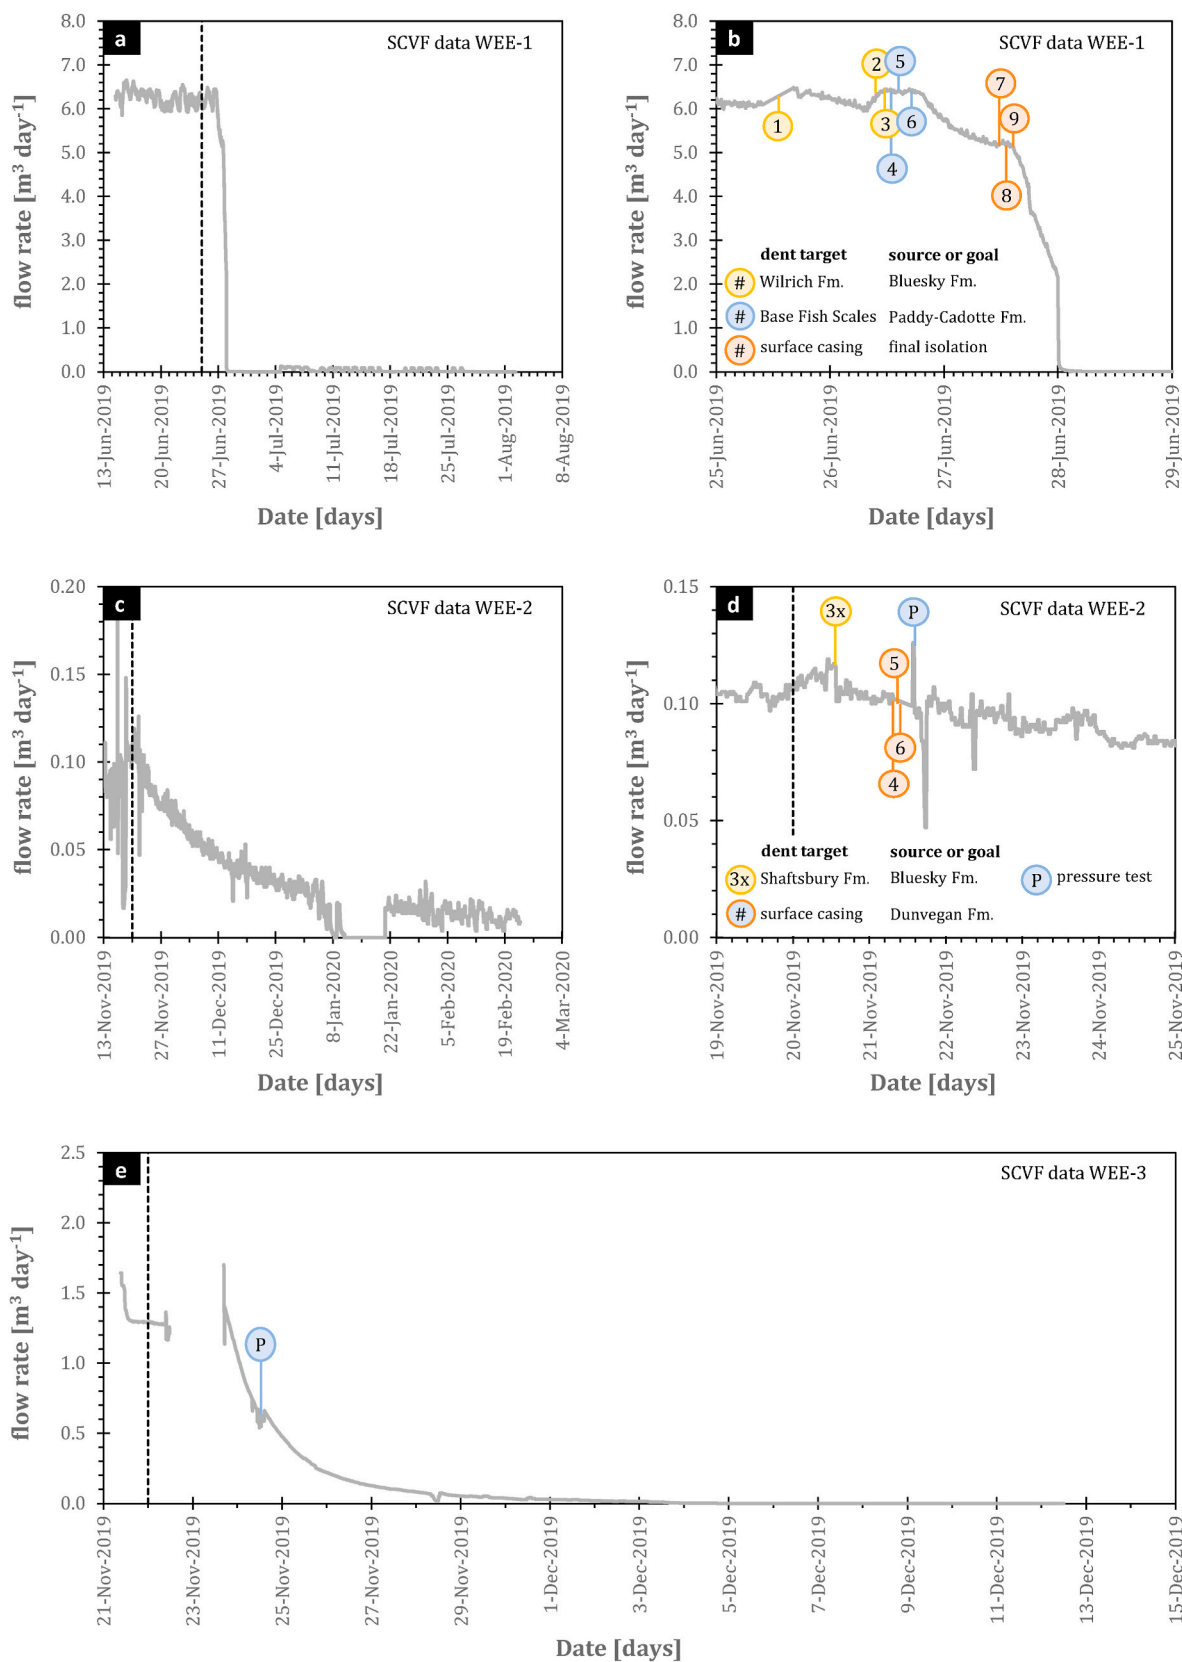 a
SCVF data WEE-1
flow rate [m³ day⁻¹]
8.0
7.0
6.0
5.0
4.0
3.0
2.0
1.0
0.0
13-Jun-2019
20-Jun-2019
27-Jun-2019
4-Jul-2019
11-Jul-2019
18-Jul-2019
25-Jul-2019
1-Aug-2019
8-Aug-2019
Date [days]
b
SCVF data WEE-1
flow rate [m³ day⁻¹]
8.0
7.0
6.0
5.0
4.0
3.0
2.0
1.0
0.0
1
2
3
4
5
6
7
8
9
dent target source or goal
# Wilrich Fm. Bluesky Fm.
# Base Fish Scales Paddy-Cadotte Fm.
# surface casing final isolation
25-Jun-2019
26-Jun-2019
27-Jun-2019
28-Jun-2019
29-Jun-2019
Date [days]
c
SCVF data WEE-2
flow rate [m³ day⁻¹]
0.20
0.15
0.10
0.05
0.00
13-Nov-2019
27-Nov-2019
11-Dec-2019
25-Dec-2019
8-Jan-2020
22-Jan-2020
5-Feb-2020
19-Feb-2020
4-Mar-2020
Date [days]
d
SCVF data WEE-2
flow rate [m³ day⁻¹]
0.15
0.10
0.05
0.00
3x
P
5
6
4
dent target source or goal
3x Shaftsbury Fm. Bluesky Fm. P pressure test
# surface casing Dunvegan Fm.
19-Nov-2019
20-Nov-2019
21-Nov-2019
22-Nov-2019
23-Nov-2019
24-Nov-2019
25-Nov-2019
Date [days]
e
SCVF data WEE-3
flow rate [m³ day⁻¹]
2.5
2.0
1.5
1.0
0.5
0.0
P
21-Nov-2019
23-Nov-2019
25-Nov-2019
27-Nov-2019
29-Nov-2019
1-Dec-2019
3-Dec-2019
5-Dec-2019
7-Dec-2019
9-Dec-2019
11-Dec-2019
13-Dec-2019
15-Dec-2019
Date [days]